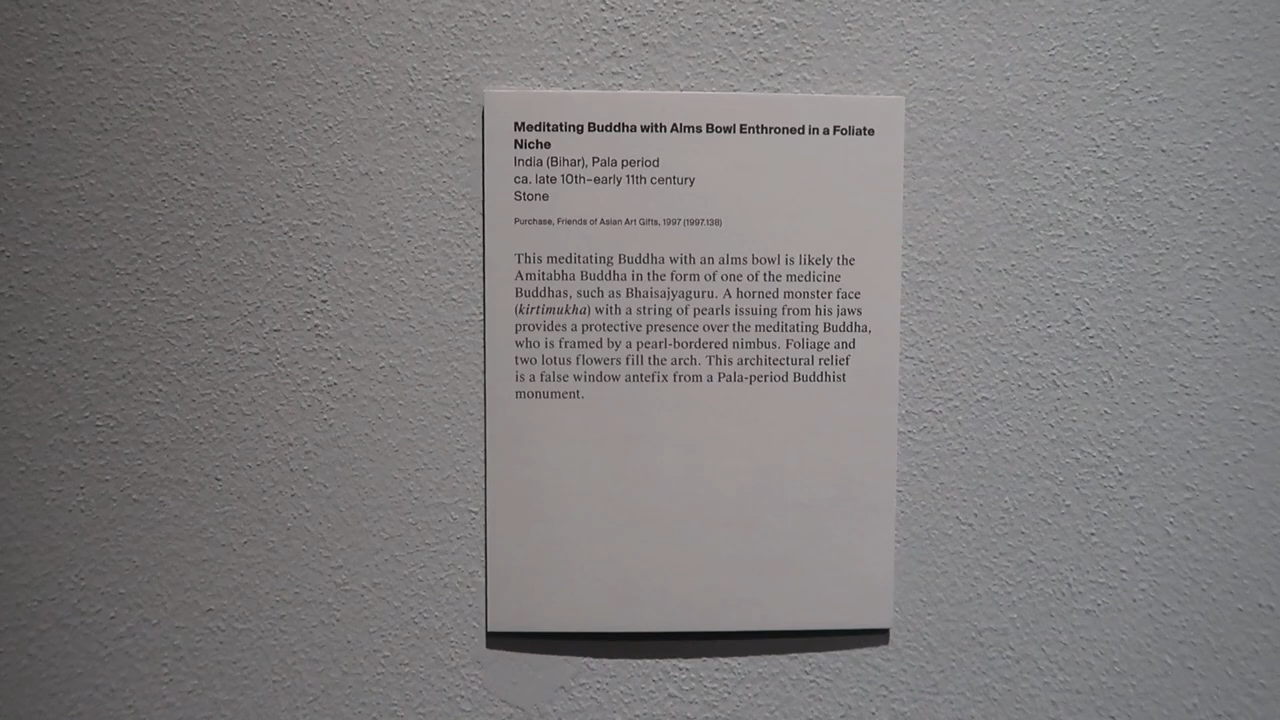 Meditating Buddha with Alms Bowl Enthroned in a Foliate
Niche
India (Bihar), Pala period
ca. late 10th–early 11th century
Stone
Purchase, Friends of Asian Art Gifts, 1997 (1997.138)
This meditating Buddha with an alms bowl is likely the
Amitabha Buddha in the form of one of the medicine
Buddhas, such as Bhaisajyaguru. A horned monster face
(kirtimukha) with a string of pearls issuing from his jaws
provides a protective presence over the meditating Buddha,
who is framed by a pearl-bordered nimbus. Foliage and
two lotus flowers fill the arch. This architectural relief
is a false window antefix from a Pala-period Buddhist
monument.